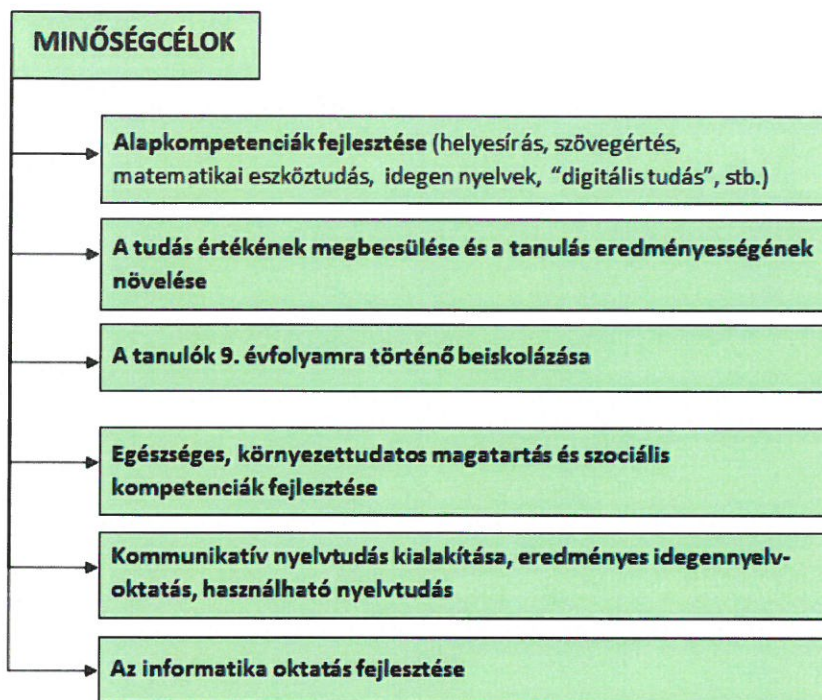 MINŐSÉGCÉLOK
Alapkompetenciák fejlesztése (helyesírás, szövegértés,
matematikai eszköztudás, idegen nyelvek, “digitális tudás”, stb.)
A tudás értékének megbecsülése és a tanulás eredményességének
növelése
A tanulók 9. évfolyamra történő beiskolázása
Egészséges, környezettudatos magatartás és szociális
kompetenciák fejlesztése
Kommunikatív nyelvtudás kialakítása, eredményes idegennyelv-
oktatás, használható nyelvtudás
Az informatika oktatás fejlesztése